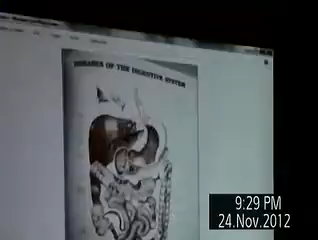 DISEASES OF THE DIGESTIVE SYSTEM
9:29 PM
24.Nov.2012